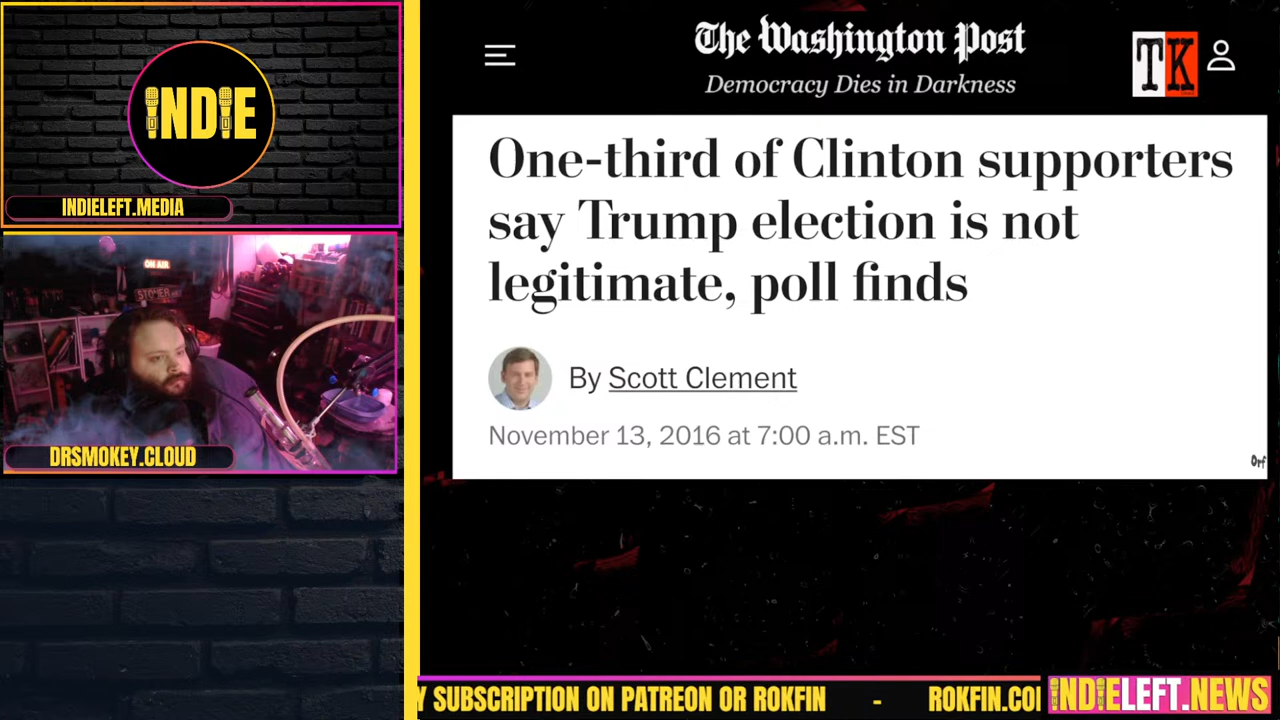 INDIE
INDIELEFT.MEDIA
ON AIR
DRSMOKEY.CLOUD
The Washington Post
Democracy Dies in Darkness
TK
One-third of Clinton supporters
say Trump election is not
legitimate, poll finds
By Scott Clement
November 13, 2016 at 7:00 a.m. EST
Orf
Y SUBSCRIPTION ON PATREON OR ROKFIN - ROKFIN.CO
INDIELEFT.NEWS